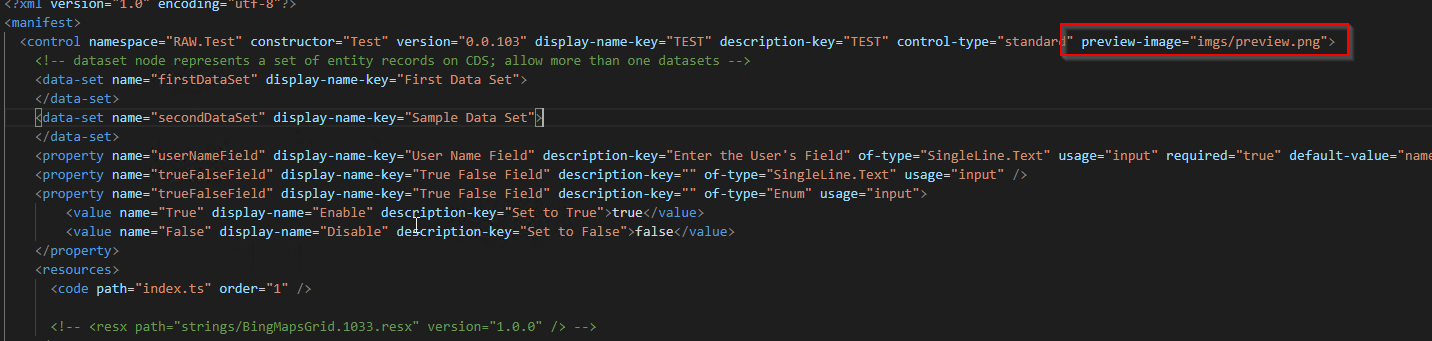 <?xml version="1.0" encoding="utf-8"?>
<manifest>
<control namespace="RAW.Test" constructor="Test" version="0.0.103" display-name-key="TEST" description-key="TEST" control-type="standard" preview-image="imgs/preview.png">
<!-- dataset node represents a set of entity records on CDS; allow more than one datasets -->
<data-set name="firstDataSet" display-name-key="First Data Set">
</data-set>
<data-set name="secondDataSet" display-name-key="Sample Data Set">
</data-set>
<property name="userNameField" display-name-key="User Name Field" description-key="Enter the User's Field" of-type="SingleLine.Text" usage="input" required="true" default-value="name
<property name="trueFalseField" display-name-key="True False Field" description-key="" of-type="SingleLine.Text" usage="input" />
<property name="trueFalseField" display-name-key="True False Field" description-key="" of-type="Enum" usage="input">
<value name="True" display-name="Enable" description-key="Set to True">true</value>
<value name="False" display-name="Disable" description-key="Set to False">false</value>
</property>
<resources>
<code path="index.ts" order="1" />
<!-- <resx path="strings/BingMapsGrid.1033.resx" version="1.0.0" /> -->